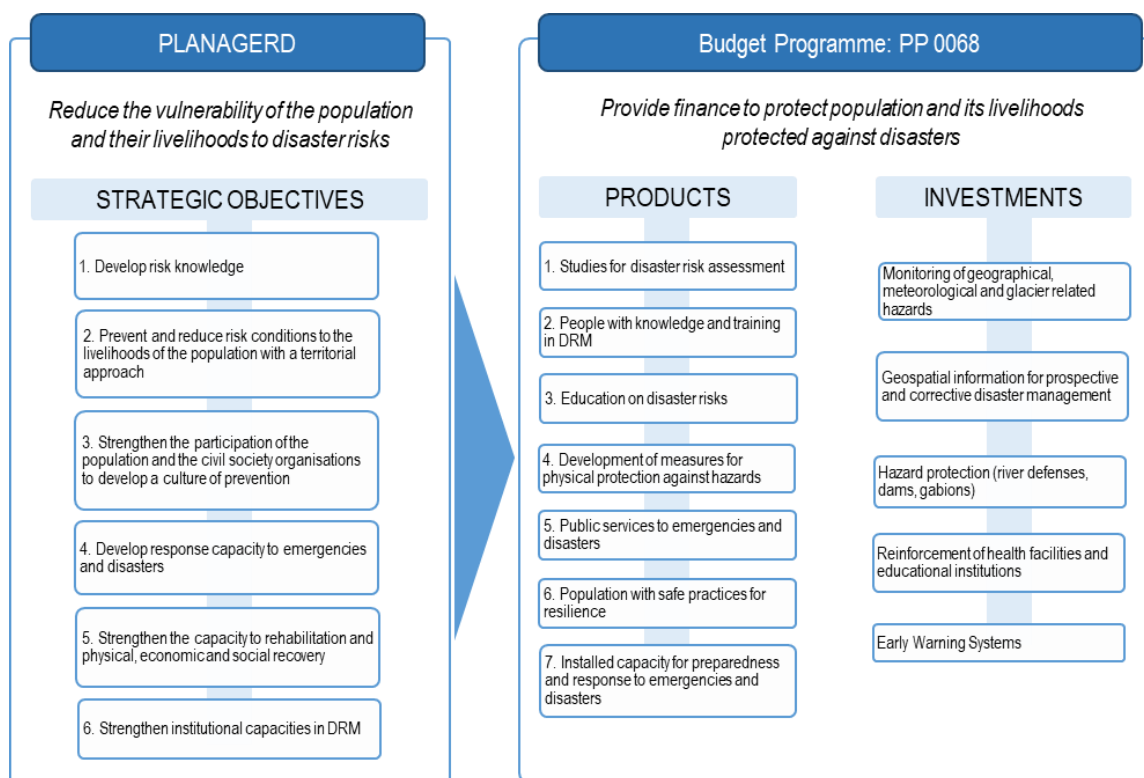 PLANAGERD
Reduce the vulnerability of the population
and their livelihoods to disaster risks
STRATEGIC OBJECTIVES
1. Develop risk knowledge
2. Prevent and reduce risk conditions to the
livelihoods of the population with a territorial
approach
3. Strengthen the participation of the
population and the civil society organisations
to develop a culture of prevention
4. Develop response capacity to emergencies
and disasters
5. Strengthen the capacity to rehabilitation and
physical, economic and social recovery
6. Strengthen institutional capacities in DRM
Budget Programme: PP 0068
Provide finance to protect population and its livelihoods
protected against disasters
PRODUCTS
1. Studies for disaster risk assessment
2. People with knowledge and training
in DRM
3. Education on disaster risks
4. Development of measures for
physical protection against hazards
5. Public services to emergencies and
disasters
6. Population with safe practices for
resilience
7. Installed capacity for preparedness
and response to emergencies and
disasters
INVESTMENTS
Monitoring of geographical,
meteorological and glacier related
hazards
Geospatial information for prospective
and corrective disaster management
Hazard protection (river defenses,
dams, gabions)
Reinforcement of health facilities and
educational institutions
Early Warning Systems